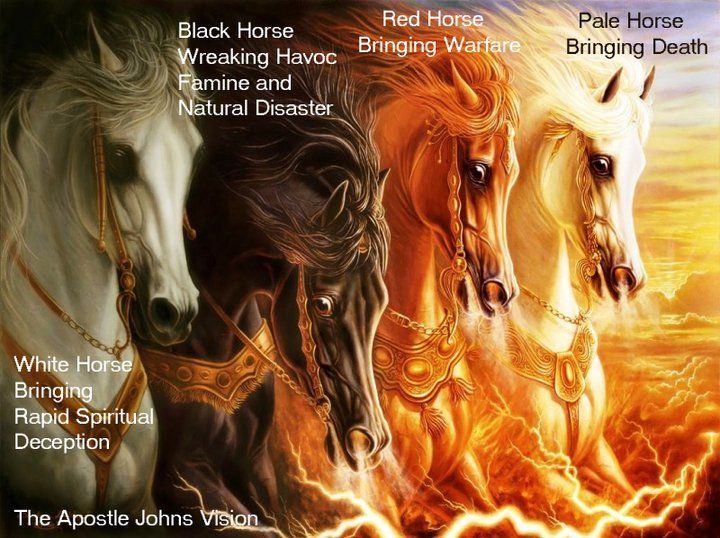 Black Horse
Wreaking Havoc
Famine and
Natural Disaster
Red Horse
Bringing Warfare
Pale Horse
Bringing Death
White Horse
Bringing
Rapid Spiritual
Deception
The Apostle Johns Vision